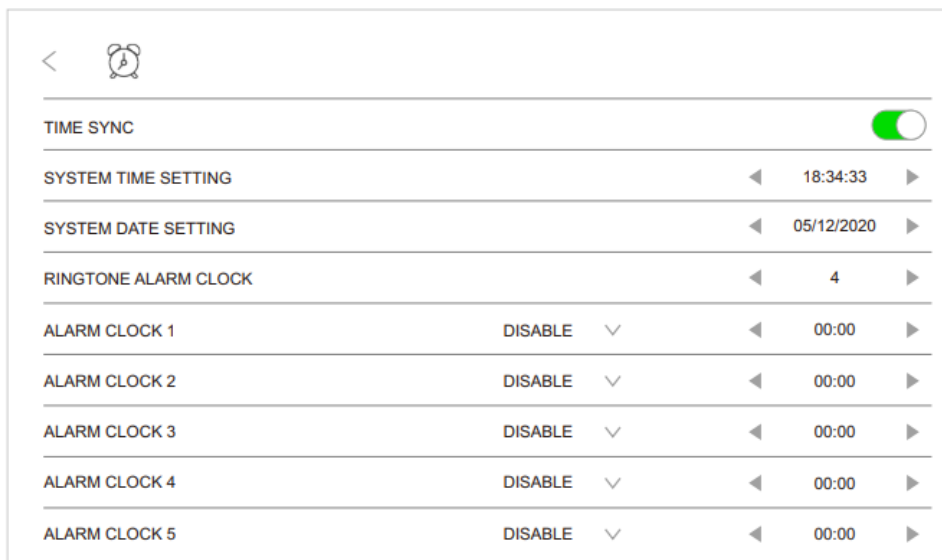 TIME SYNC
SYSTEM TIME SETTING 18:34:33
SYSTEM DATE SETTING 05/12/2020
RINGTONE ALARM CLOCK 4
ALARM CLOCK 1 DISABLE 00:00
ALARM CLOCK 2 DISABLE 00:00
ALARM CLOCK 3 DISABLE 00:00
ALARM CLOCK 4 DISABLE 00:00
ALARM CLOCK 5 DISABLE 00:00